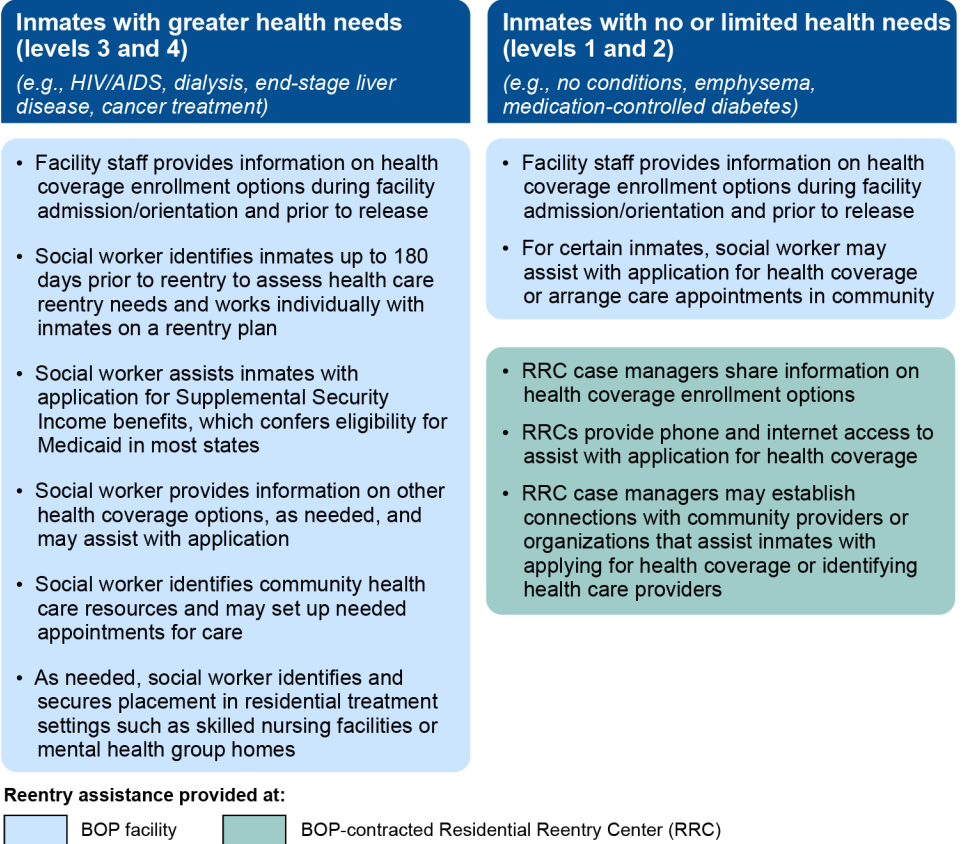 Inmates with greater health needs
(levels 3 and 4)
(e.g., HIV/AIDS, dialysis, end-stage liver
disease, cancer treatment)
• Facility staff provides information on health
coverage enrollment options during facility
admission/orientation and prior to release
• Social worker identifies inmates up to 180
days prior to reentry to assess health care
reentry needs and works individually with
inmates on a reentry plan
• Social worker assists inmates with
application for Supplemental Security
Income benefits, which confers eligibility for
Medicaid in most states
• Social worker provides information on other
health coverage options, as needed, and
may assist with application
• Social worker identifies community health
care resources and may set up needed
appointments for care
• As needed, social worker identifies and
secures placement in residential treatment
settings such as skilled nursing facilities or
mental health group homes
Inmates with no or limited health needs
(levels 1 and 2)
(e.g., no conditions, emphysema,
medication-controlled diabetes)
• Facility staff provides information on health
coverage enrollment options during facility
admission/orientation and prior to release
• For certain inmates, social worker may
assist with application for health coverage
or arrange care appointments in community
• RRC case managers share information on
health coverage enrollment options
• RRCs provide phone and internet access to
assist with application for health coverage
• RRC case managers may establish
connections with community providers or
organizations that assist inmates with
applying for health coverage or identifying
health care providers
Reentry assistance provided at:
BOP facility
BOP-contracted Residential Reentry Center (RRC)